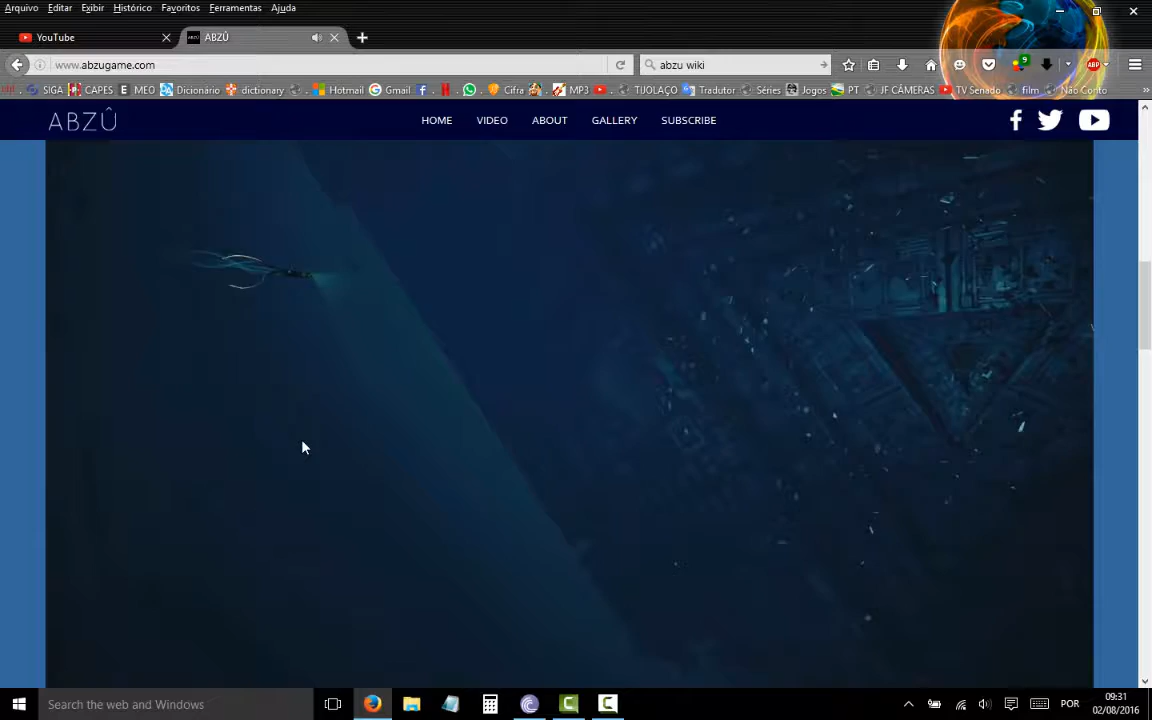 Arquivo Editar Exibir Histórico Favoritos Ferramentas Ajuda
YouTube ABZÛ
www.abzugame.com abzu wiki 9 ABP
SIGA CAPES E MEO Dicionário dictionary Hotmail Gmail Cifra MP3 TIJOLAÇO Tradutor Séries Jogos PT JF CÂMERAS TV Senado film Não Conto
ABZÛ HOME VIDEO ABOUT GALLERY SUBSCRIBE
Search the web and Windows POR 09:31
02/08/2016